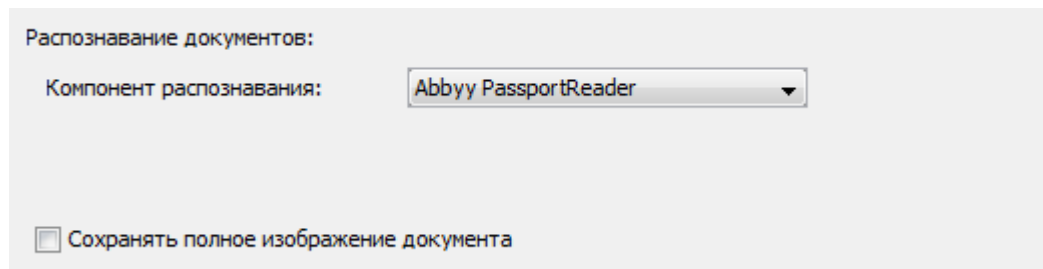 Распознавание документов:
Компонент распознавания: Abbyy PassportReader
Сохранять полное изображение документа